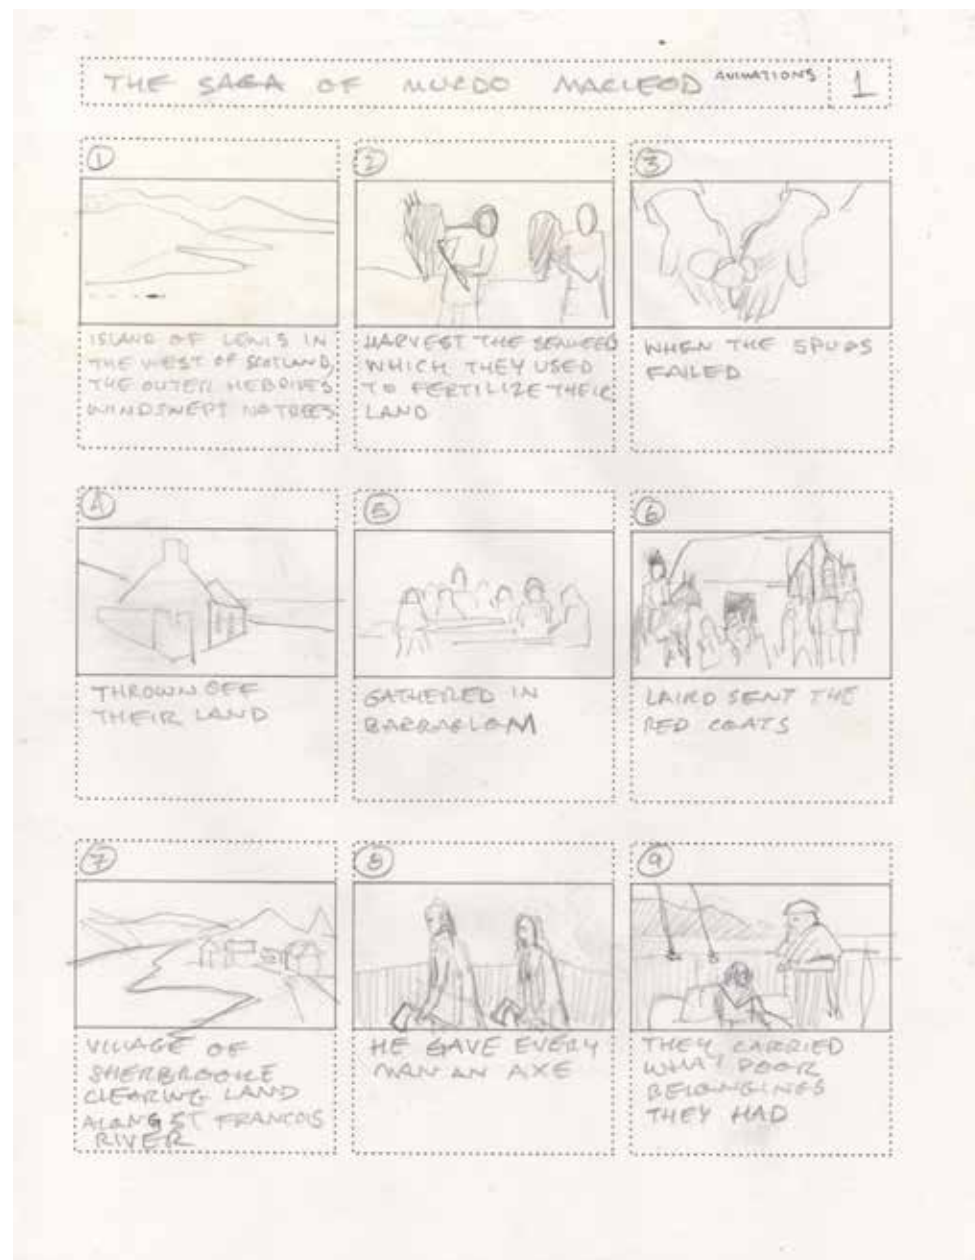 THE SAGA OF MURDO MACLEOD ANIMATIONS 1
1
ISLAND OF LEWIS IN
THE WEST OF SCOTLAND,
THE OUTER HEBRIDES
WINDSWEPT NO TREES
2
HARVEST THE SEAWEED
WHICH THEY USED
TO FERTILIZE THEIR
LAND
3
WHEN THE SPUDS
FAILED
4
THROWN OFF
THEIR LAND
5
GATHERED IN
6
LAIRD SENT THE
RED COATS
7
VILLAGE OF
SHERBROOKE
CLEARING LAND
ALONG ST FRANCOIS
RIVER
8
HE GAVE EVERY
MAN AN AXE
9
THEY CARRIED
WHAT POOR
BELONGINGS
THEY HAD